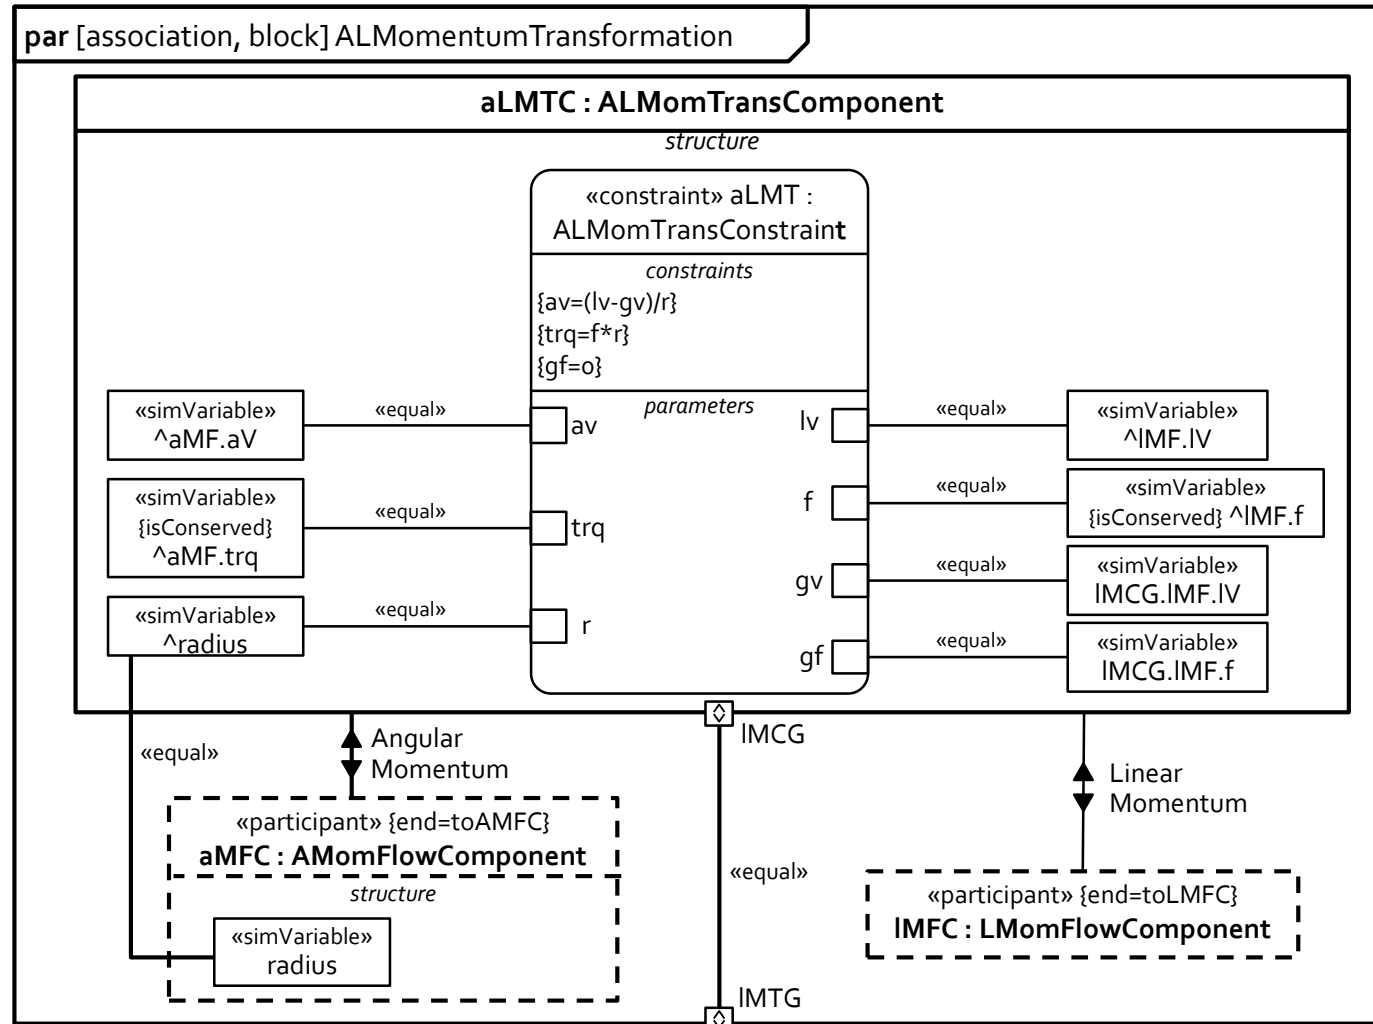 par [association, block] ALMomentumTransformation
aLMTC : ALMomTransComponent
structure
«constraint» aLMT :
ALMomTransConstraint
constraints
{av=(lv-gv)/r}
{trq=f*r}
{gf=0}
parameters
«simVariable»
^aMF.aV
«equal»
av
lv
«equal»
«simVariable»
^lMF.lV
«simVariable»
{isConserved}
^aMF.trq
«equal»
trq
f
«equal»
«simVariable»
{isConserved} ^lMF.f
gv
«equal»
«simVariable»
lMCG.lMF.lV
«simVariable»
^radius
«equal»
r
gf
«equal»
«simVariable»
lMCG.lMF.f
«equal»
Angular
Momentum
lMCG
Linear
Momentum
«participant» {end=toAMFC}
aMFC : AMomFlowComponent
structure
«simVariable»
radius
«equal»
«participant» {end=toLMFC}
lMFC : LMomFlowComponent
lMTG